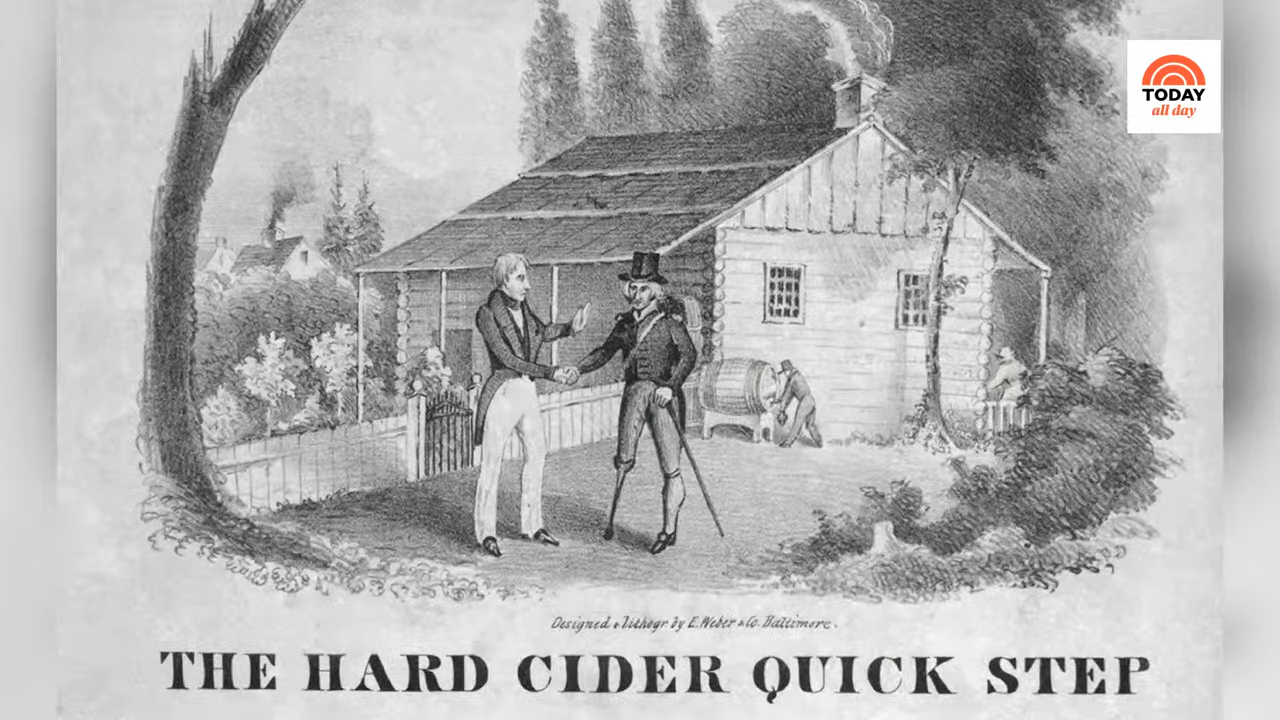 TODAY
all day
Designed & lithogr. by E. Weber & Co. Baltimore.
THE HARD CIDER QUICK STEP